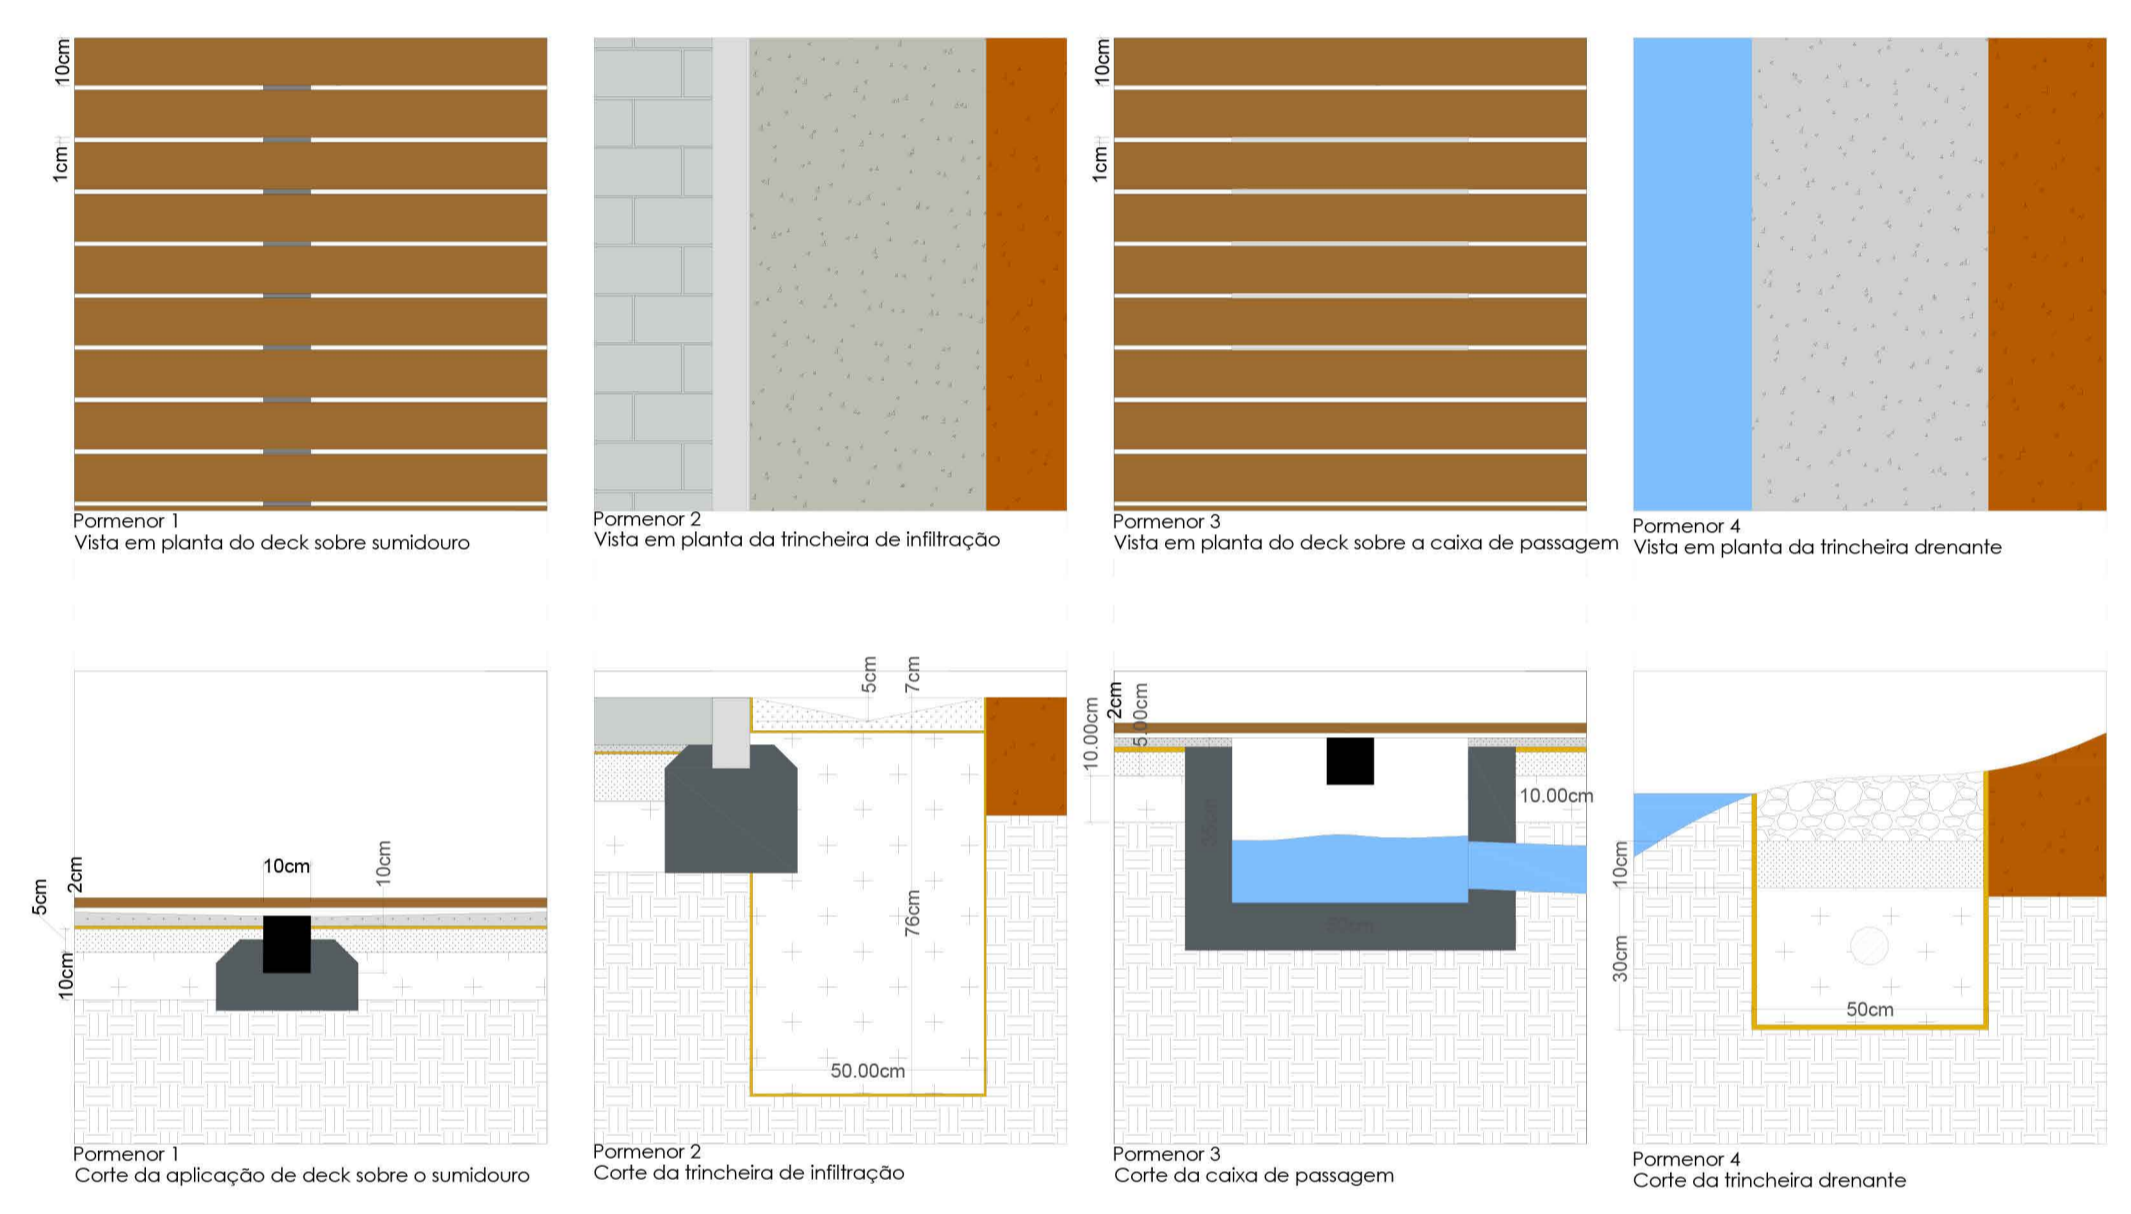 10cm
1cm
Pormenor 1
Vista em planta do deck sobre sumidouro
Pormenor 2
Vista em planta da trincheira de infiltração
10cm
1cm
Pormenor 3
Vista em planta do deck sobre a caixa de passagem
Pormenor 4
Vista em planta da trincheira drenante
5cm
2cm
10cm
10cm
10cm
Pormenor 1
Corte da aplicação de deck sobre o sumidouro
5cm
7cm
76cm
50.00cm
Pormenor 2
Corte da trincheira de infiltração
10.00cm
2cm
5.00cm
35cm
50cm
10.00cm
Pormenor 3
Corte da caixa de passagem
10cm
30cm
50cm
Pormenor 4
Corte da trincheira drenante